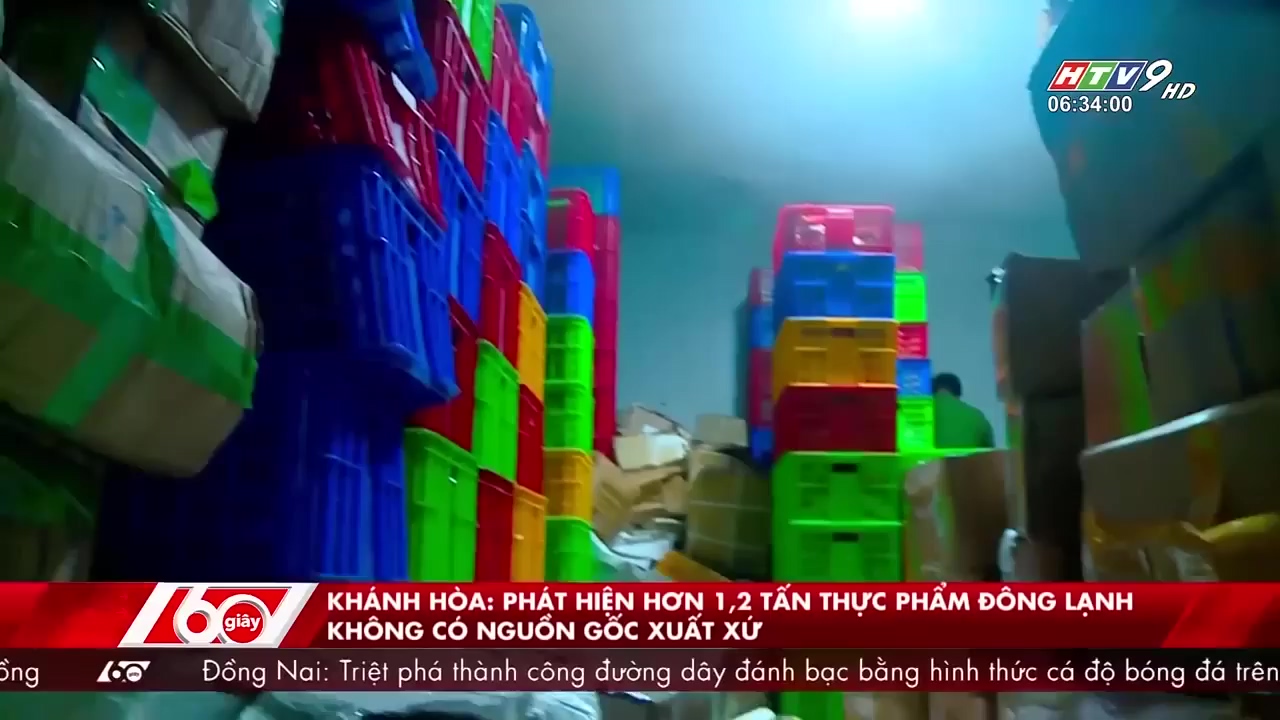 HTV9 HD
06:34:00
60 giây
KHÁNH HÒA: PHÁT HIỆN HƠN 1,2 TẤN THỰC PHẨM ĐÔNG LẠNH
KHÔNG CÓ NGUỒN GỐC XUẤT XỨ
60 Đồng Nai: Triệt phá thành công đường dây đánh bạc bằng hình thức cá độ bóng đá trên